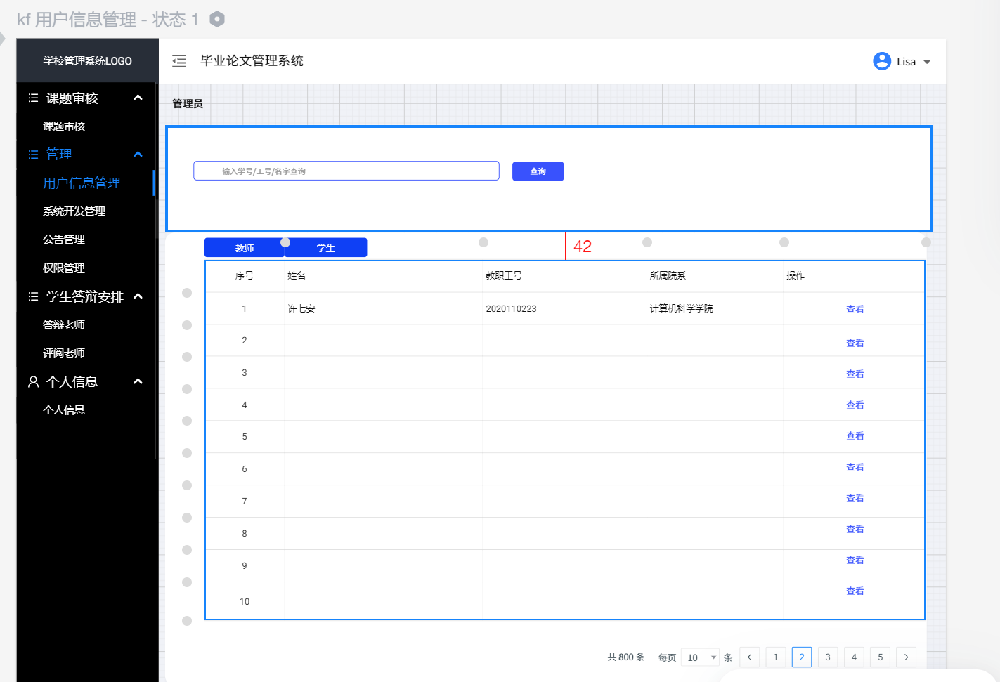 kf 用户信息管理 - 状态 1
学校管理系统LOGO
毕业论文管理系统
Lisa
课题审核
课题审核
管理
用户信息管理
系统开发管理
公告管理
权限管理
学生答辩安排
答辩老师
评阅老师
个人信息
个人信息
管理员
输入学号/工号/名字查询
查询
42
教师 学生
序号 姓名 教职工号 所属院系 操作
1 许七安 2020110223 计算机科学学院 查看
2 查看
3 查看
4 查看
5 查看
6 查看
7 查看
8 查看
9 查看
10 查看
共 800 条 每页 10 条 1 2 3 4 5